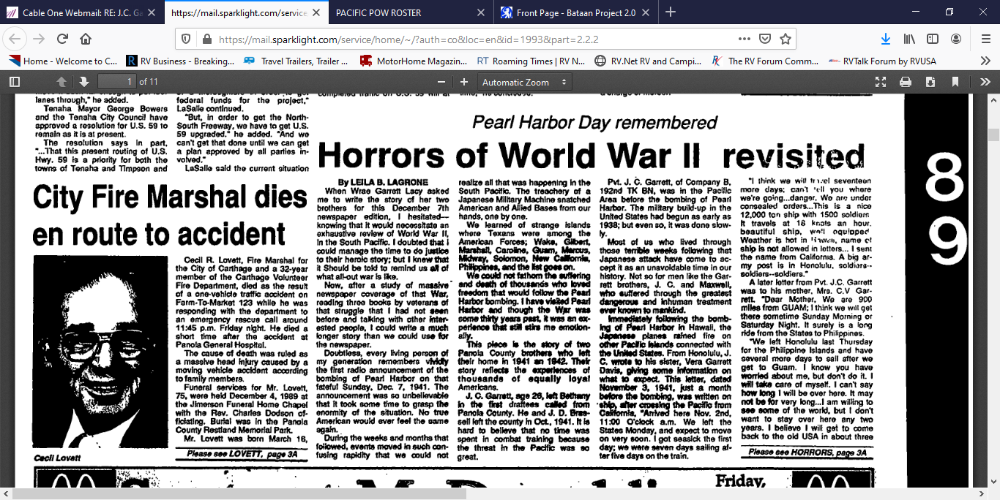 Cable One Webmail: RE: J.C. Ga
https://mail.sparklight.com/service
PACIFIC POW ROSTER
Front Page - Bataan Project 2.0
https://mail.sparklight.com/service/home/~/?auth=co&loc=en&id=1993&part=2.2.2
Home - Welcome to C...
RV Business - Breaking...
Travel Trailers, Trailer ...
MotorHome Magazin...
RT Roaming Times | RV N...
RV.Net RV and Campi...
The RV Forum Comm...
RVTalk Forum by RVUSA
1 of 11
Automatic Zoom
lanes through," he added.
Tenaha Mayor George Bowers
and the Tenaha City Council have
approved a resolution for U.S. 59 to
remain as it is at present.
The resolution says in part,
"...That this present routing of U.S.
Hwy. 59 is a priority for both the
towns of Tenaha and Timpson and
federal funds for the project,"
LaSalle continued.
"But, in order to get the North-
South Freeway, we have to get U.S.
59 upgraded." he added. "And we
can't get that done until we can get
a plan approved by all parties in-
volved."
LaSalle said the current situation
City Fire Marshal dies
en route to accident
Cecil R. Lovett, Fire Marshal for
the City of Carthage and a 32-year
member of the Carthage Volunteer
Fire Department, died as the result
of a one-vehicle traffic accident on
Farm-To-Market 123 while he was
responding with the department to
an emergency rescue call around
11:45 p.m. Friday night. He died a
short time after the accident at
Panola General Hospital.
The cause of death was ruled as
a massive head injury caused by a
moving vehicle accident according
to family members.
Funeral services for Mr. Lovett,
75, were held December 4, 1989 at
the Jimerson Funeral Home Chapel
with the Rev. Charles Dodson of-
ficiating. Burial was in the Panola
County Restland Memorial Park.
Mr. Lovett was born March 16,
Please see LOVETT, page 3A
Cecil Lovett
Pearl Harbor Day remembered
Horrors of World War II revisited
By LEILA B. LAGRONE
When Wrae Garrett Lacy asked
me to write the story of her two
brothers for this December 7th
newspaper edition, I hesitated—
knowing that it would necessitate an
exhaustive review of World War II,
in the South Pacific. I doubted that I
could manage the time to do justice
to their heroic story; but I knew that
it Should be told to remind us all of
what all-out war is like.
Now, after a study of massive
newspaper coverage of that War,
reading three books by veterans of
that struggle that I had not seen
before and talking with other inter-
ested people, I could write a much
longer story than we could use for
the newspaper.
Doubtless, every living person of
my generation remembers vividly
the first radio announcement of the
bombing of Pearl Harbor on that
fateful Sunday, Dec. 7, 1941. The
announcement was so unbelievable
that it took some time to grasp the
enormity of the situation. No true
American would ever feel the same
again.
During the weeks and months that
followed, events moved in such con-
fusing rapidity that we could not
realize all that was happening in the
South Pacific. The treachery of a
Japanese Military Machine snatched
American and Allied Bases from our
hands, one by one.
We learned of strange islands
where Texans were among the
American Forces; Wake, Gilbert,
Marshall, Caroline, Guam, Marcus,
Midway, Solomon, New California,
Philippines, and the list goes on.
We could not fathom the suffering
and death of thousands who loved
freedom that would follow the Pearl
Harbor bombing. I have visited Pearl
Harbor and though the War was
some thirty years past, it was an ex-
perience that still stirs me emotion-
ally.
This piece is the story of two
Panola County brothers who left
their home in 1941 an 1942. Their
story reflects the experiences of
thousands of equally loyal
Americans.
J. C. Garrett, age 26, left Bethany
in the first draftees called from
Panola County. He and J. D. Bras-
sell left the county in Oct., 1941. It is
hard to believe that no time was
spent in combat training because
the threat in the Pacific was so
great.
Pvt. J. C. Garrett, of Company B,
192nd TK BN, was in the Pacific
Area before the bombing of Pearl
Harbor. The military build-up in the
United States had begun as early as
1938; but even so, it was done slow-
ly.
Most of us who lived through
those terrible weeks following that
Japanese attack have come to ac-
cept it as an unavoidable time in our
history. Not so for men like the Gar-
rett brothers, J. C. and Maxwell,
who suffered through the greatest
dangerous and inhuman treatment
ever known to mankind.
Immediately following the bomb-
ing of Pearl Harbor in Hawaii, the
Japanese planes rained fire on
other Pacific Islands connected with
the United States. From Honolulu, J.
C. wrote to his sister, Vera Garrett
Davis, giving some information on
what to expect. This letter, dated
November 3, 1941, just a month
before the bombing, was written on
ship, after crossing the Pacific from
California, "Arrived here Nov. 2nd,
11:00 O'clock a.m. We left the
States Monday, and expect to move
on very soon. I got seasick the first
day; we were seven days sailing af-
ter five days on the train.
"I think we will travel seventeen
more days; can't tell you where
we're going...danger. We are under
consealed orders...This is a nice
12,000 ton ship with 1500 soldiers
It travels at 18 knots an hour,
beautiful ship, well equipped
Weather is hot in Hawaii, name of
ship is not allowed in letters... I sent
the name from California. A big ar-
my post is in Honolulu, soldiers-
soldiers--soldiers."
A later letter from Pvt. J.C. Garrett
was to his mother, Mrs. C.V Gar-
rett. "Dear Mother, We are 900
miles from GUAM; I think we will get
there sometime Sunday Morning or
Saturday Night. It surely is a long
ride from the States to Philippines.
"We left Honolulu last Thursday
for the Philippine Islands and have
several more days to sail after we
get to Guam. I know you have
worried about me, but don't do it. I
will take care of myself. I can't say
how long I will be over here. It may
not be for very long...I am willing to
see some of the world, but I don't
want to stay over here any two
years. I believe I will get to come
back to the old USA in about three
Please see HORRORS, page 3A
89
Friday,